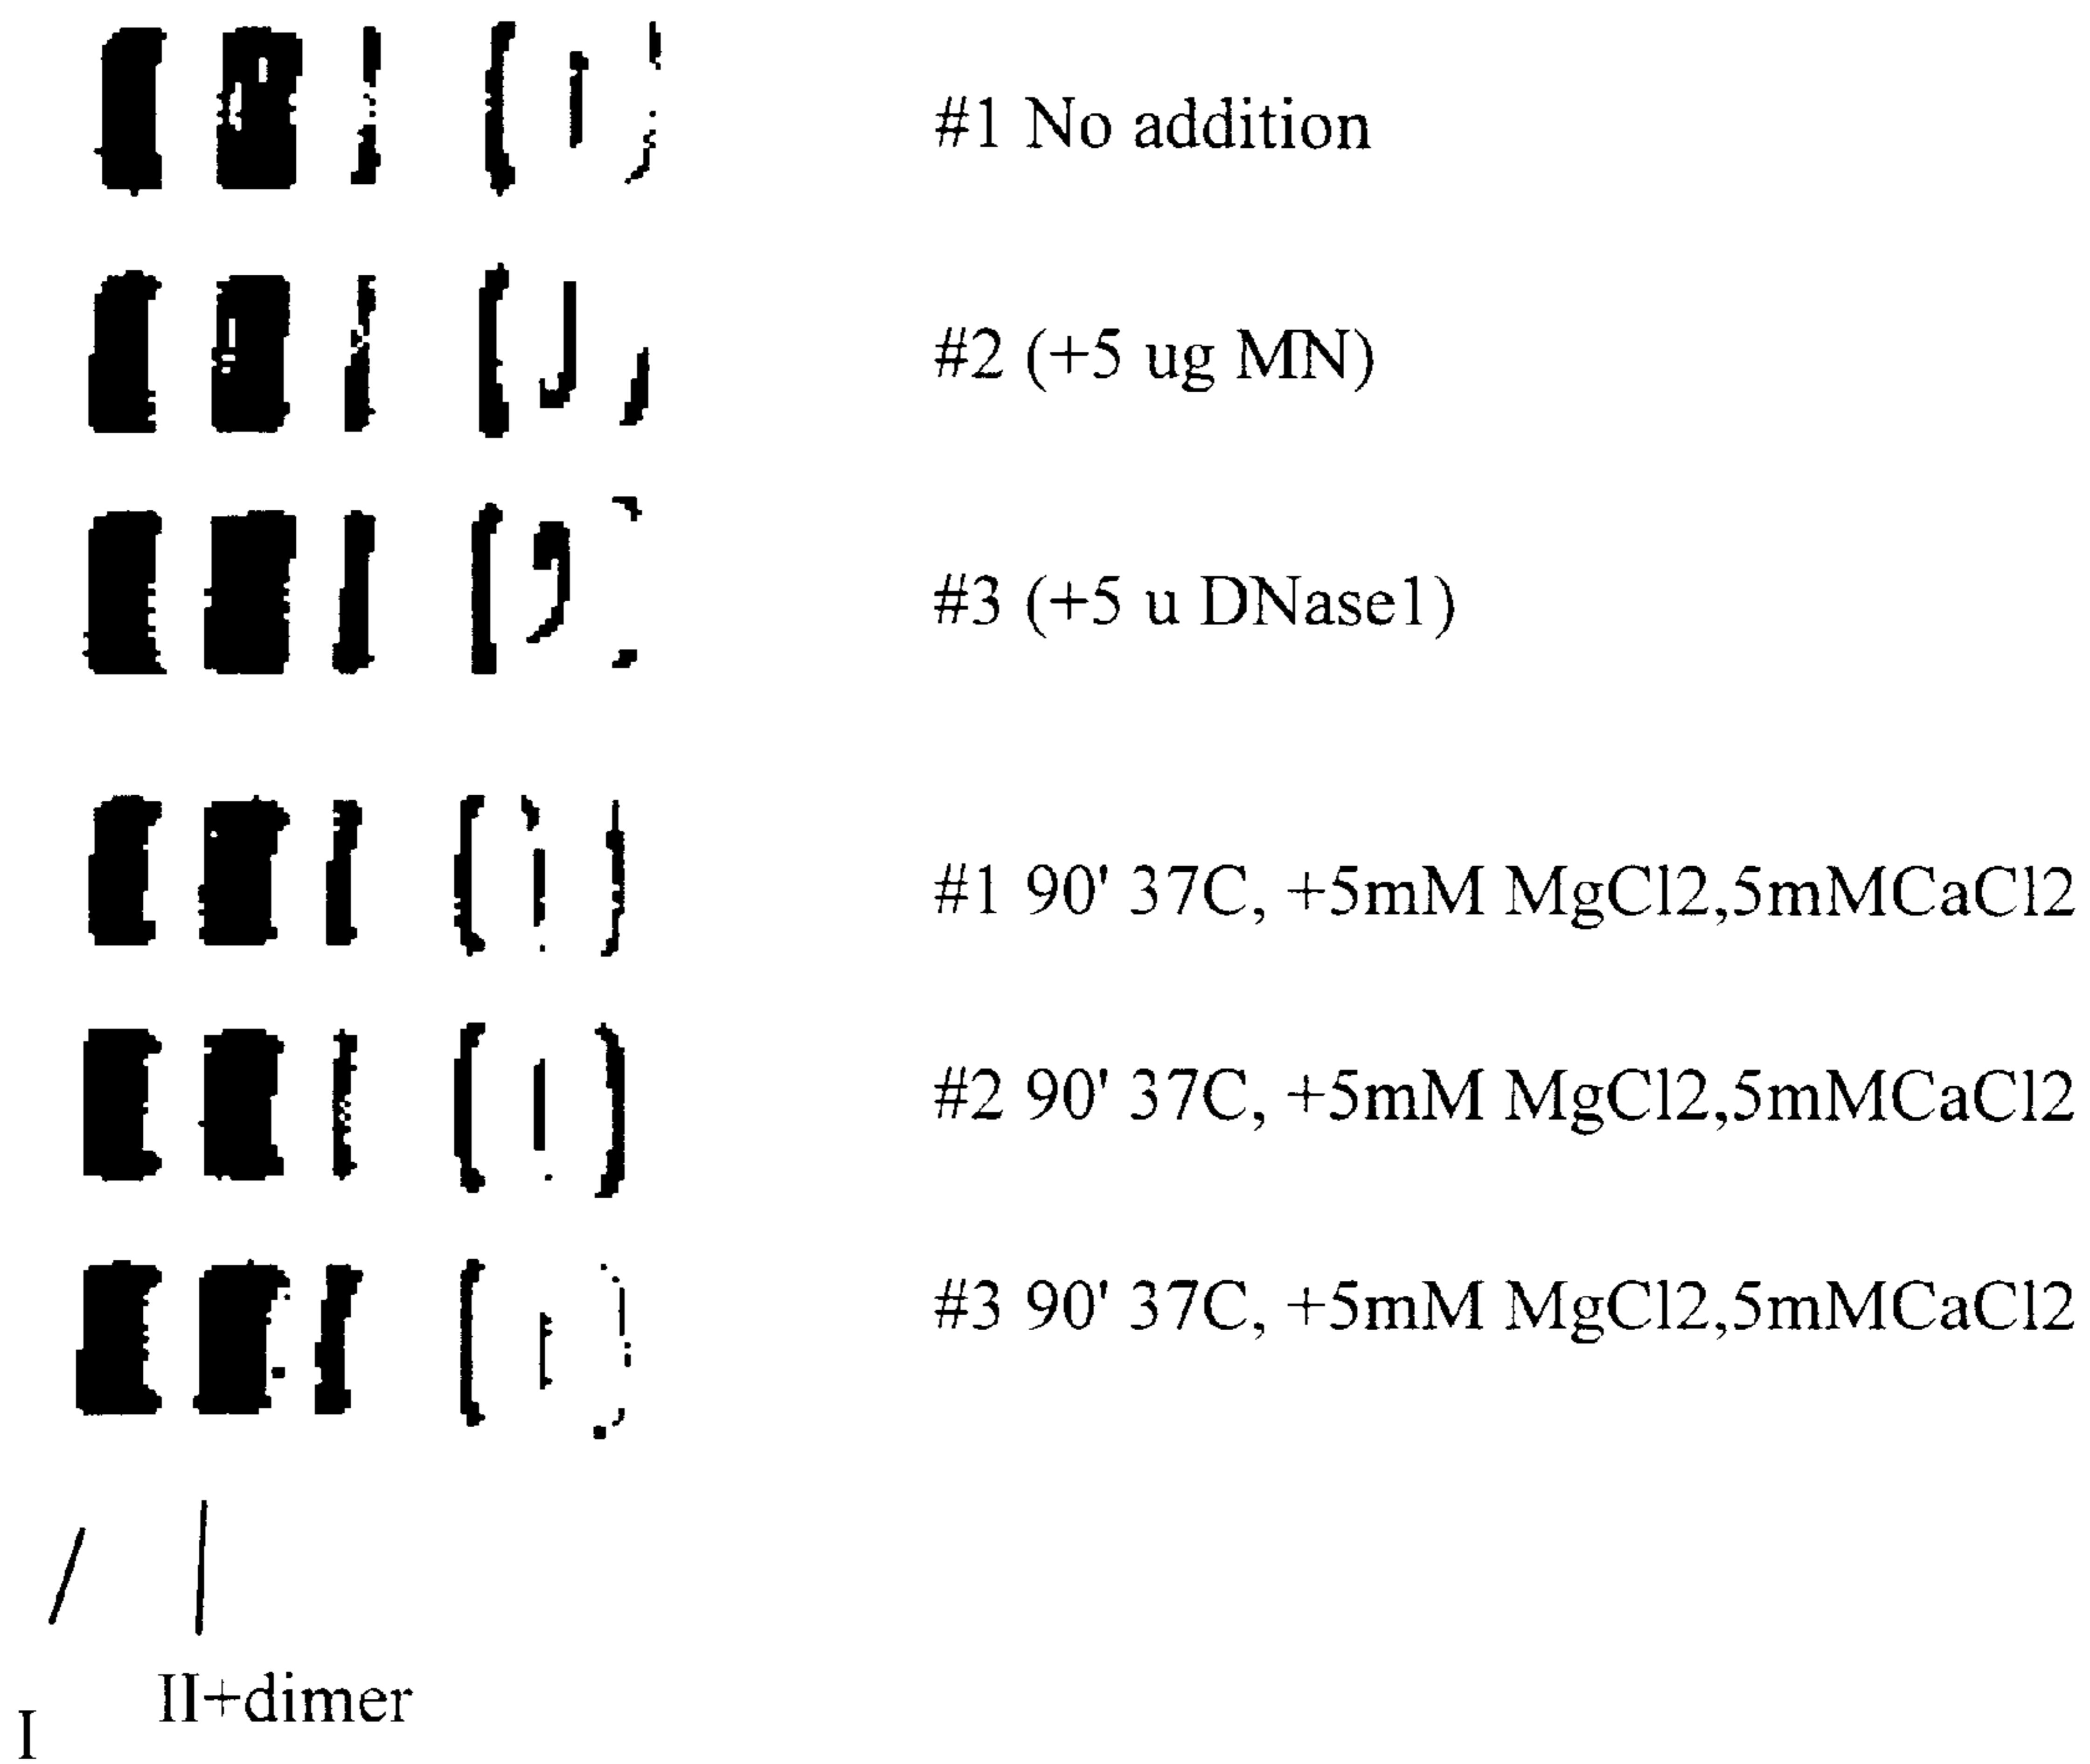 #1 No addition
#2 (+5 ug MN)
#3 (+5 u DNase1)
#1 90' 37C, +5mM MgCl2,5mMCaCl2
#2 90' 37C, +5mM MgCl2,5mMCaCl2
#3 90' 37C, +5mM MgCl2,5mMCaCl2
II+dimer
I